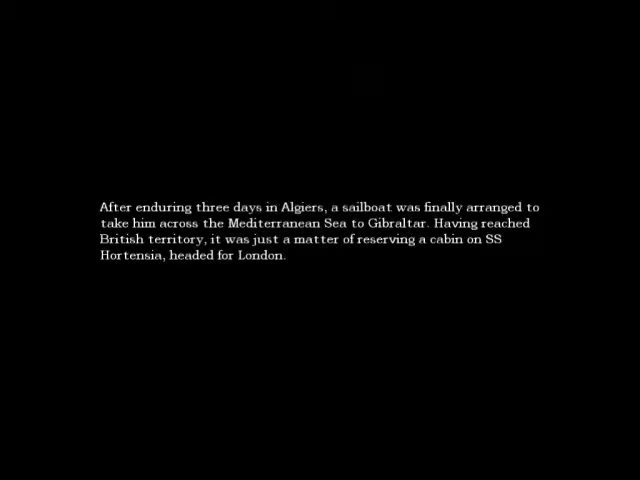 After enduring three days in Algiers, a sailboat was finally arranged to
take him across the Mediterranean Sea to Gibraltar. Having reached
British territory, it was just a matter of reserving a cabin on SS
Hortensia, headed for London.